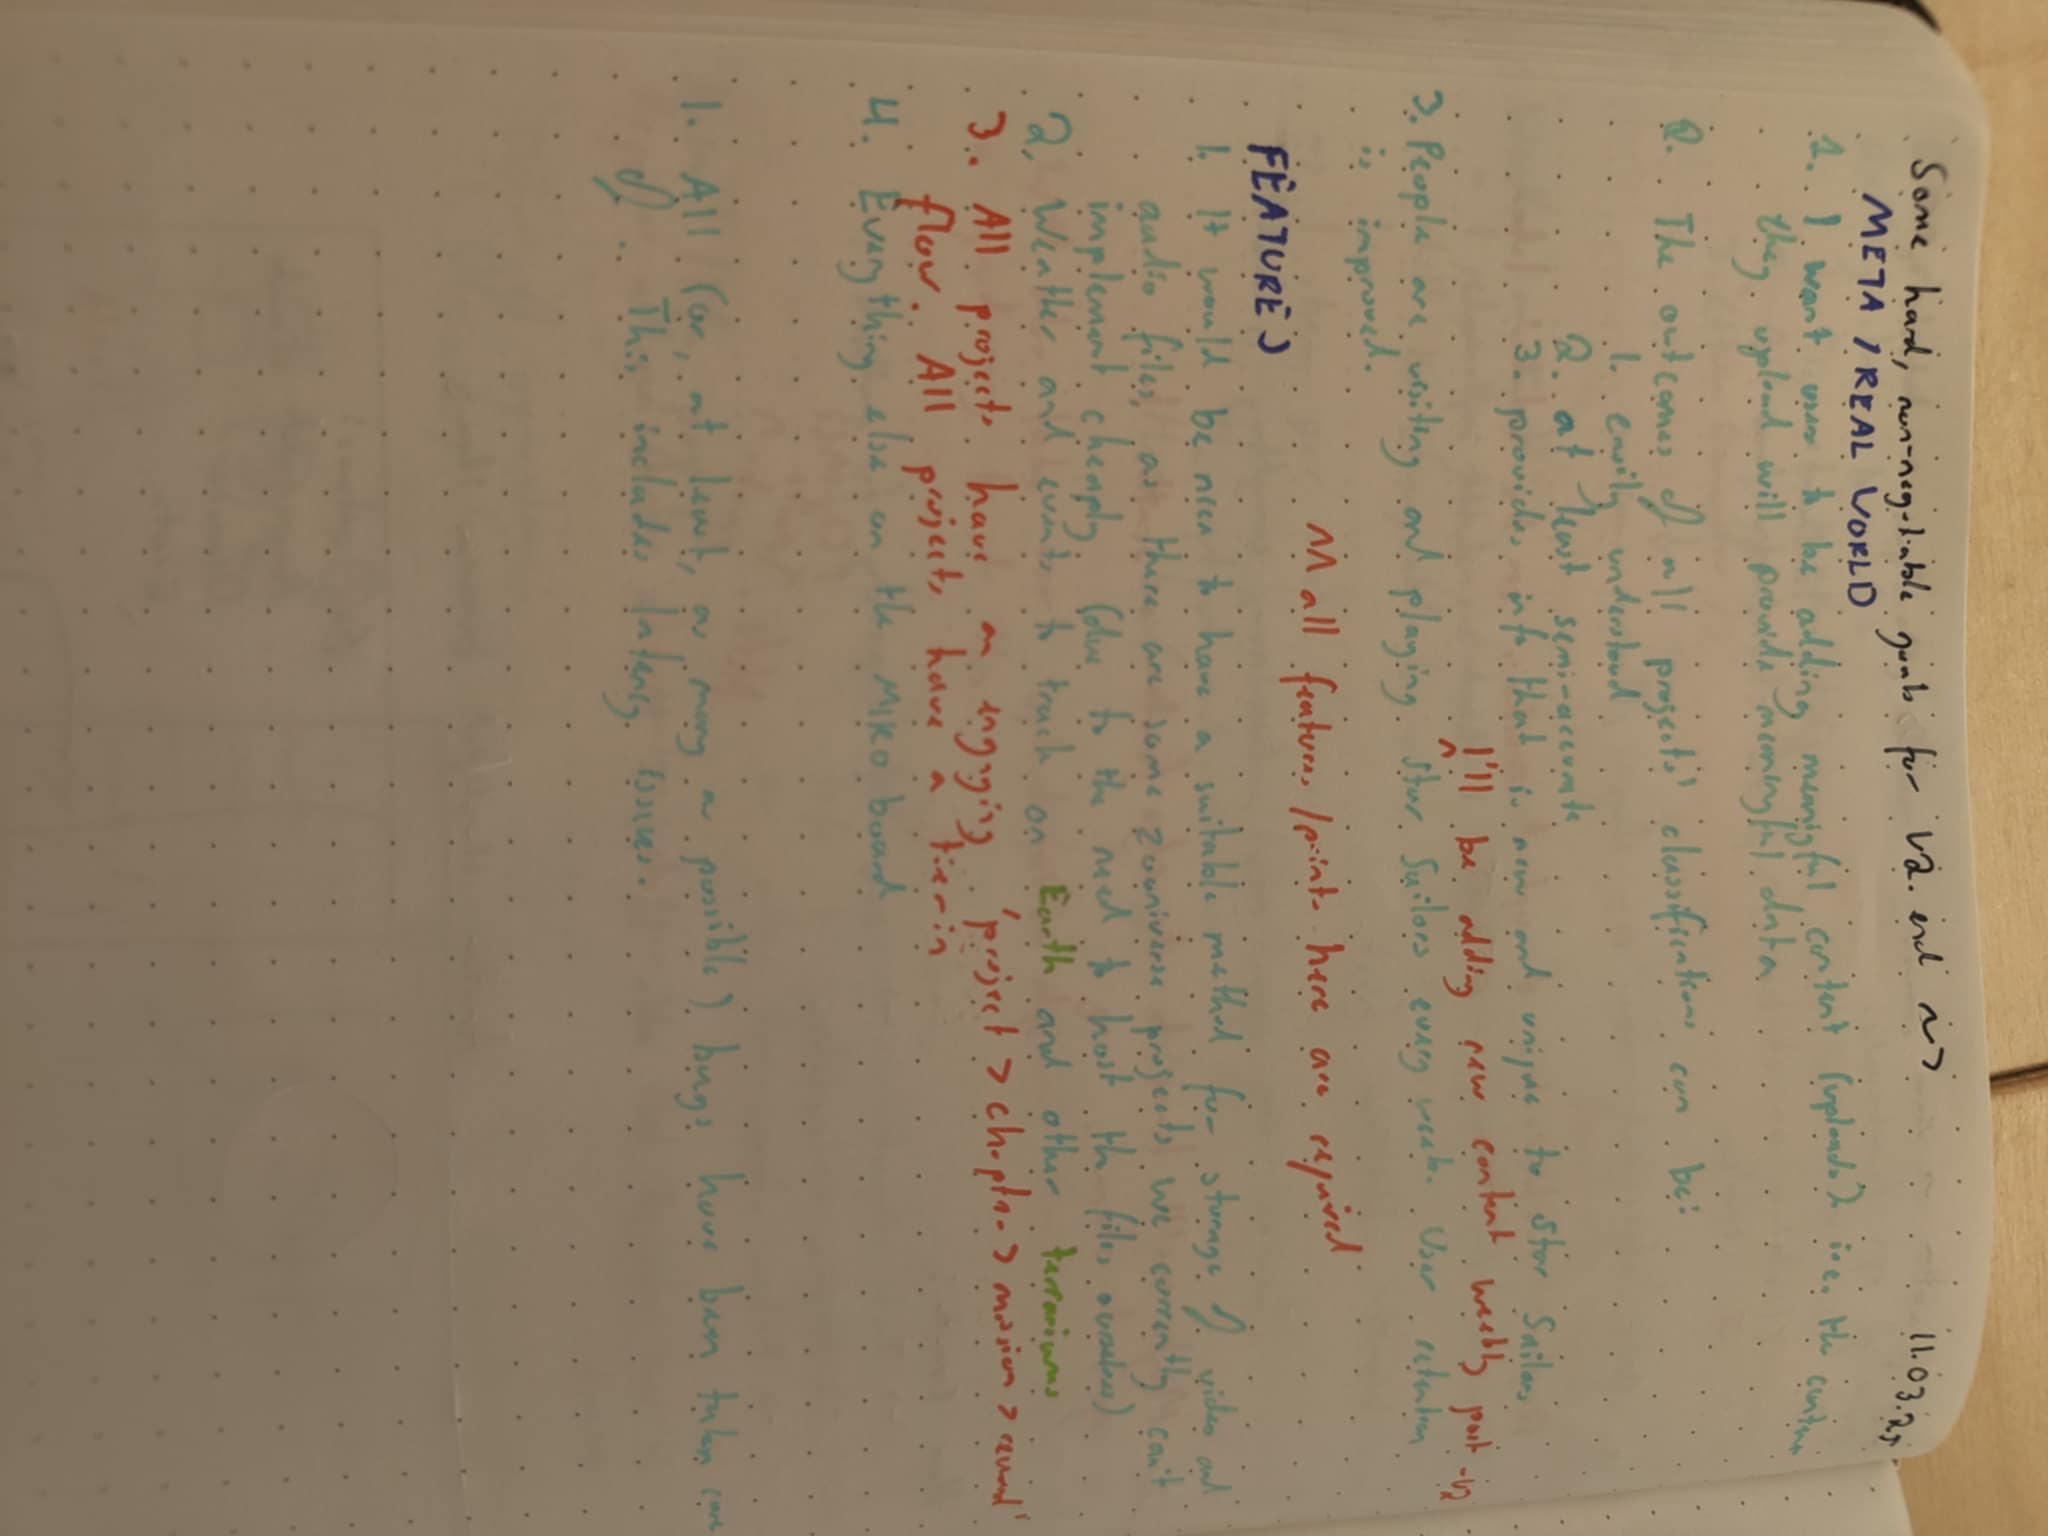 Some hard, non-negotiable goals for V2. end ~> 11.03.25
META / REAL WORLD
1. I want users to be adding meaningful content (uploads) i.e. the content
they upload will provide meaningful data
2. The outcomes of all projects' classifications can be:
1. easily understood
2. at least semi-accurate
3. provides info that is new and unique to Star Sailors
I'll be adding new content weekly post-V2
3. People are visiting and playing ^ Star Sailors every week. User retention
is improved.
~~ all features/points here are required
FEATURES
1. It would be nice to have a suitable method for storage of video and
audio files, as there are some zooniverse projects we currently can't
implement cheaply (due to the need to host the files ourselves)
2. Weather and events to track on Earth and other terrariums
3. All projects have an engaging 'project > chapter > mission > reward'
flow. All projects have a tie-in
4. Everything else on the MIRO board
1. All (or, at least, as many as possible) bugs have been taken care
of. This includes Linters, issues.